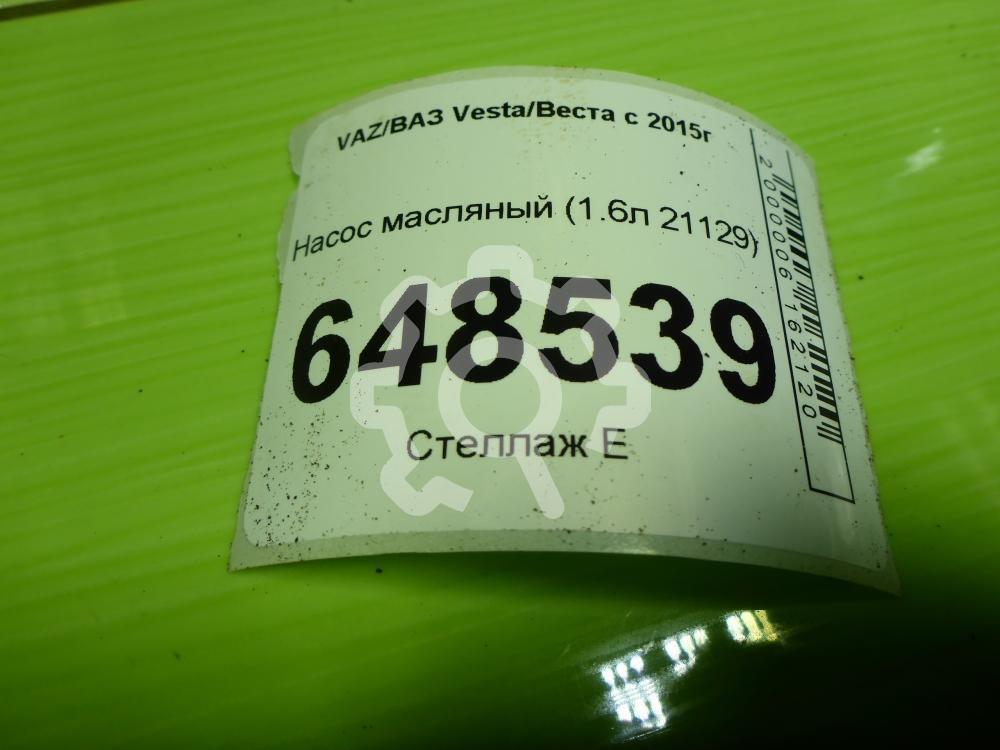 VAZ/ВАЗ Vesta/Веста с 2015г
Насос масляный (1.6л 21129)
648539
Стеллаж E
2000006162120